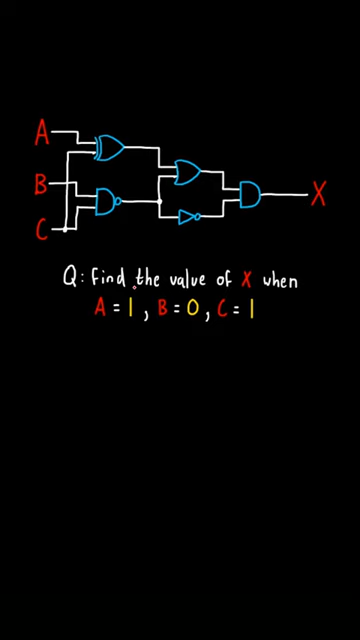 A
B
C
X
Q: Find the value of X when
A = 1, B = 0, C = 1